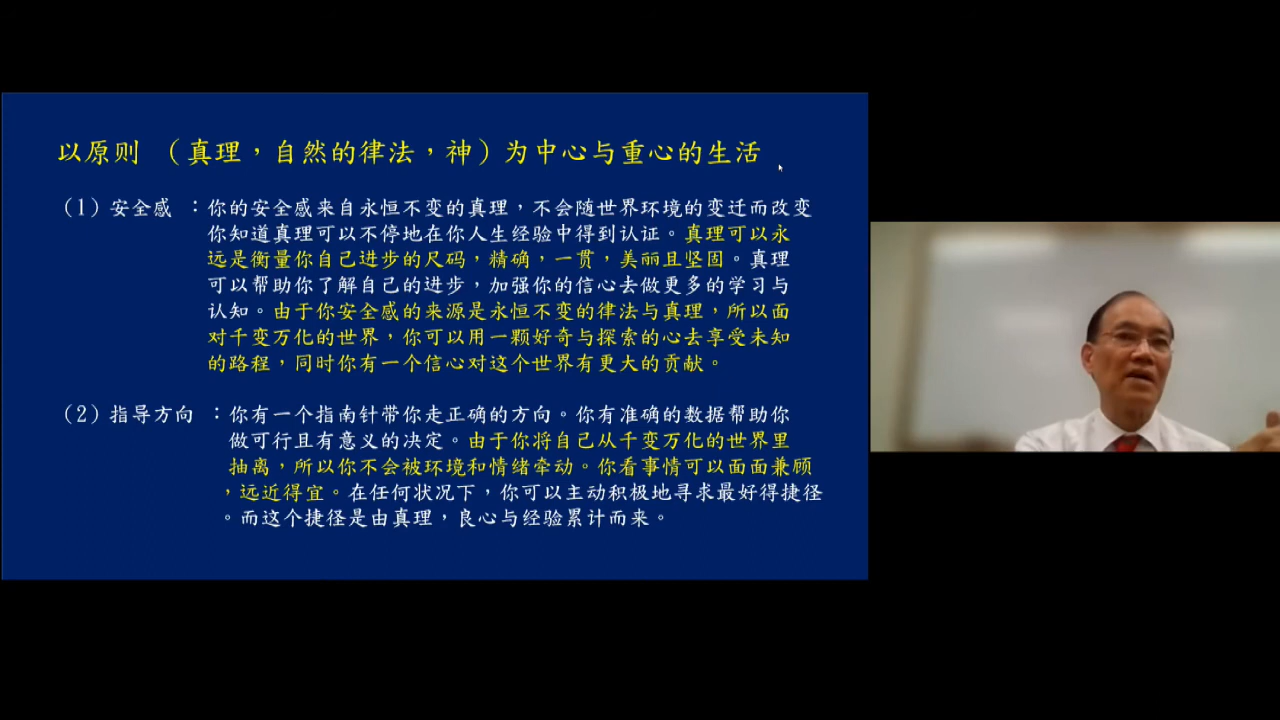 以原则 （真理，自然的律法，神）为中心与重心的生活
（1）安全感 ：你的安全感来自永恒不变的真理，不会随世界环境的变迁而改变
你知道真理可以不停地在你人生经验中得到认证。真理可以永
远是衡量你自己进步的尺码，精确，一贯，美丽且坚固。真理
可以帮助你了解自己的进步，加强你的信心去做更多的学习与
认知。由于你安全感的来源是永恒不变的律法与真理，所以面
对千变万化的世界，你可以用一颗好奇与探索的心去享受未知
的路程，同时你有一个信心对这个世界有更大的贡献。
（2）指导方向 ：你有一个指南针带你走正确的方向。你有准确的数据帮助你
做可行且有意义的决定。由于你将自己从千变万化的世界里
抽离，所以你不会被环境和情绪牵动。你看事情可以面面兼顾
，远近得宜。在任何状况下，你可以主动积极地寻求最好得捷径
。而这个捷径是由真理，良心与经验累计而来。